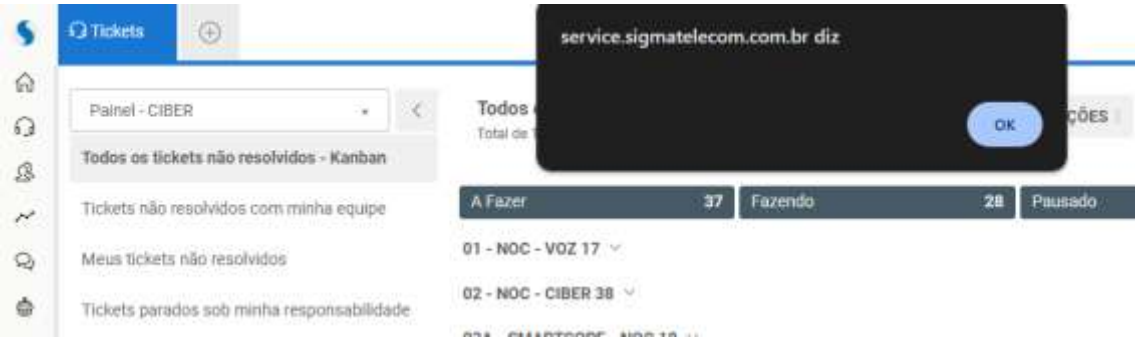 Tickets
service.sigmatelecom.com.br diz
OK
Painel - CIBER
Todos
Total de
ÇÕES
Todos os tickets não resolvidos - Kanban
Tickets não resolvidos com minha equipe
Meus tickets não resolvidos
Tickets parados sob minha responsabilidade
A Fazer 37
Fazendo 28
Pausado
01 - NOC - VOZ 17
02 - NOC - CIBER 38